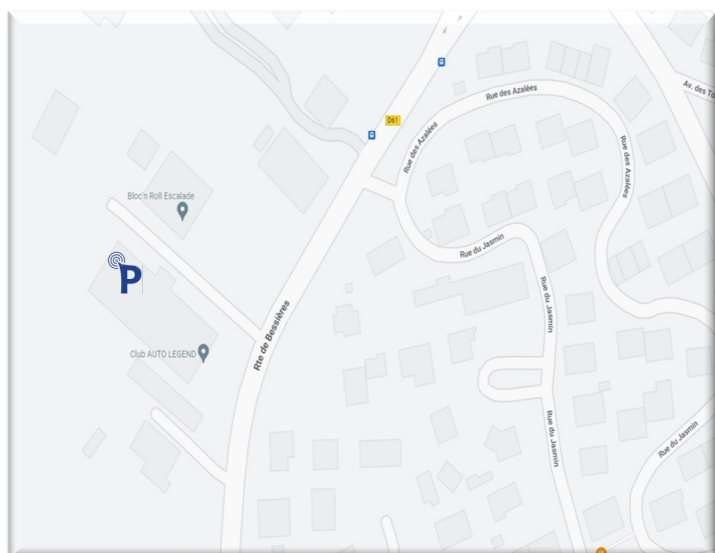 D61
Rue des Azalées
Av. des To
Rue des Azalées
Rue des Azalées
Bloc'n Roll Escalade
Rue du Jasmin
P
Rue du Jasmin
Rte de Bessières
Club AUTO LEGEND
Rue du Jasmin
Rue du Jasmin